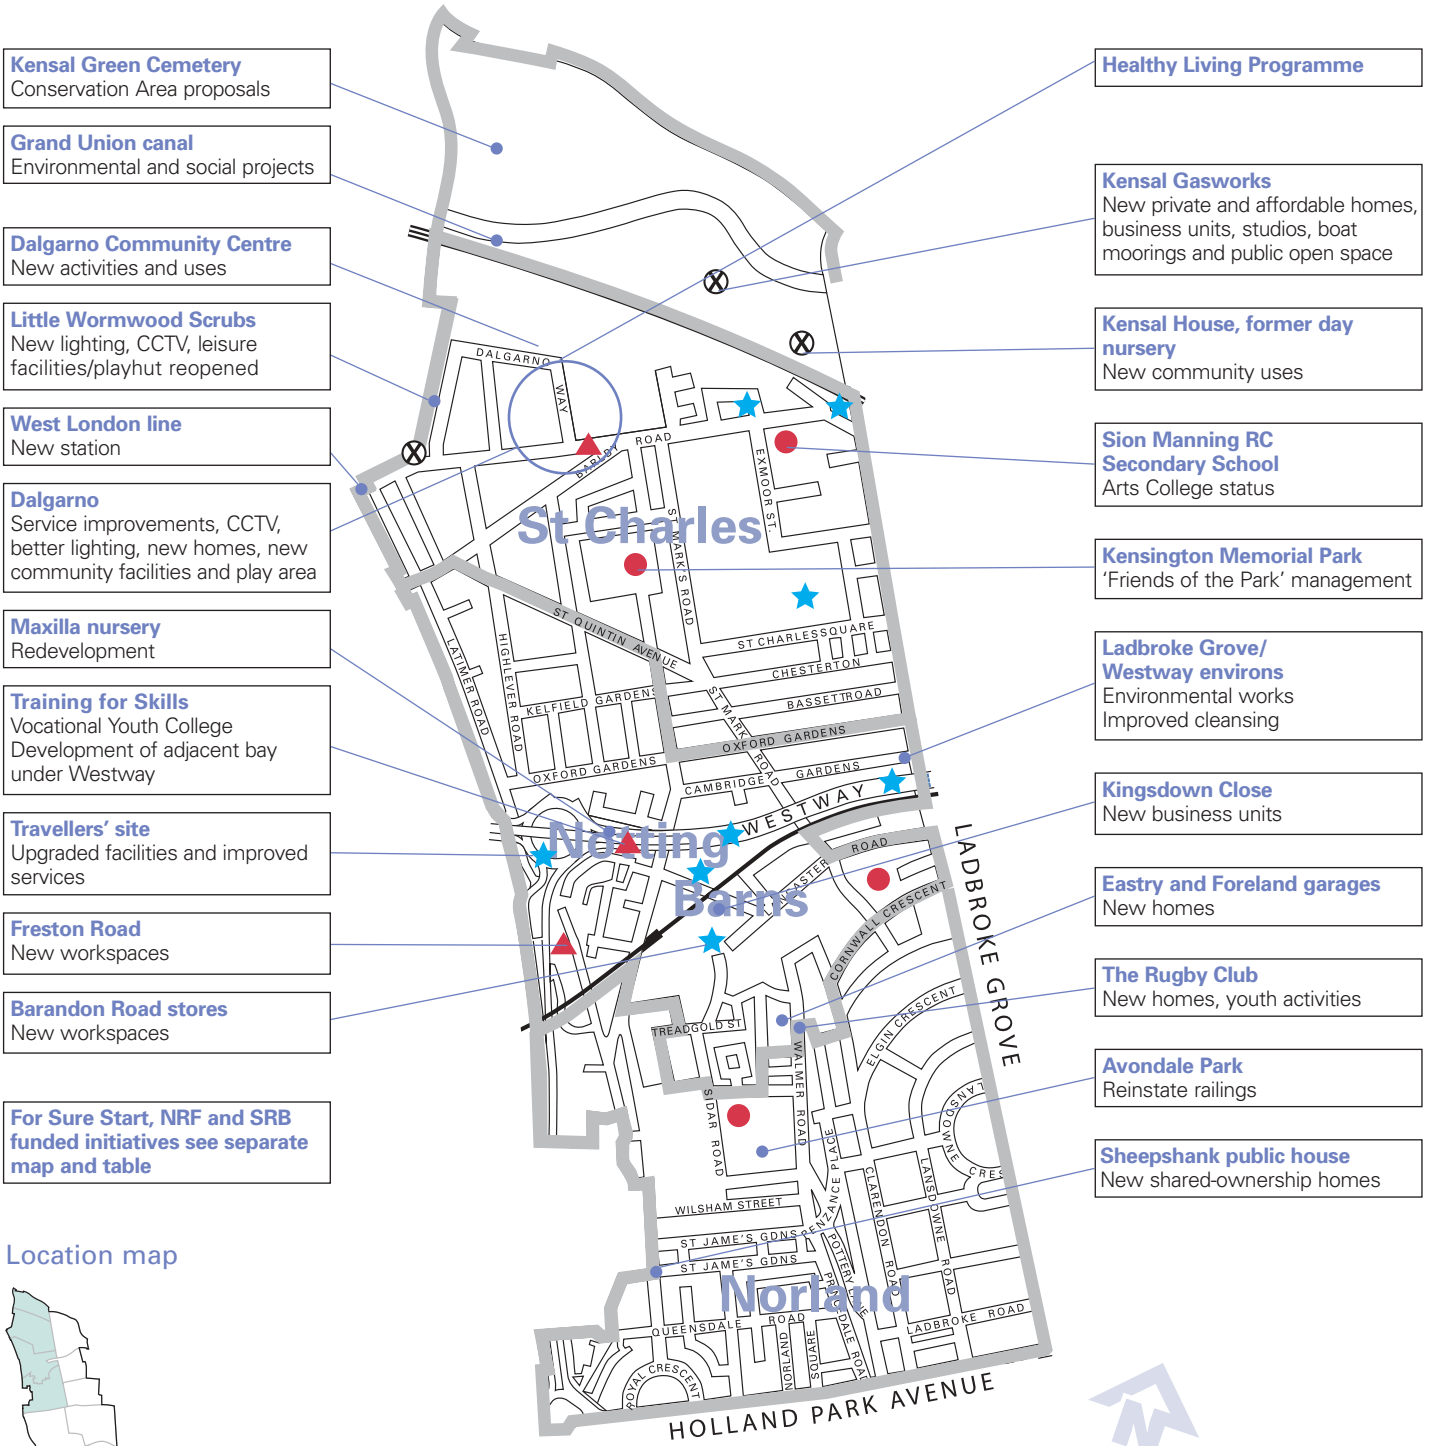 Kensal Green Cemetery
Conservation Area proposals
Grand Union canal
Environmental and social projects
Dalgarno Community Centre
New activities and uses
Little Wormwood Scrubs
New lighting, CCTV, leisure
facilities/playhut reopened
West London line
New station
Dalgarno
Service improvements, CCTV,
better lighting, new homes, new
community facilities and play area
Maxilla nursery
Redevelopment
Training for Skills
Vocational Youth College
Development of adjacent bay
under Westway
Travellers' site
Upgraded facilities and improved
services
Freston Road
New workspaces
Barandon Road stores
New workspaces
For Sure Start, NRF and SRB
funded initiatives see separate
map and table
Location map
Healthy Living Programme
Kensal Gasworks
New private and affordable homes,
business units, studios, boat
moorings and public open space
Kensal House, former day
nursery
New community uses
Sion Manning RC
Secondary School
Arts College status
Kensington Memorial Park
‘Friends of the Park’ management
Ladbroke Grove/
Westway environs
Environmental works
Improved cleansing
Kingsdown Close
New business units
Eastry and Foreland garages
New homes
The Rugby Club
New homes, youth activities
Avondale Park
Reinstate railings
Sheepshank public house
New shared-ownership homes
DALGARNO
WAY
BARLBY
ROAD
EXMOOR ST.
St Charles
ST MARK'S ROAD
ST QUINTIN AVENUE
ST CHARLES SQUARE
CHESTERTON
BASSETT ROAD
LATIMER ROAD
HIGHLEVER ROAD
KELFIELD GARDENS
ST MARK
ROAD
OXFORD GARDENS
OXFORD GARDENS
CAMBRIDGE GARDENS
WESTWAY
Notting
Barns
LANCASTER
ROAD
CORNWALL CRESCENT
LADBROKE GROVE
ELGIN CRESCENT
TREADGOLD ST
WALMER ROAD
SIDAR ROAD
LANSDOWNE
CRES
PENZANCE PLACE
CLARENDON ROAD
LANSDOWNE ROAD
WILSHAM STREET
ST JAME'S GDNS
ST JAME'S GDNS
POTTERY LANE
PRINCEDALE ROAD
Norland
QUEENSDALE ROAD
LADBROKE ROAD
NORLAND
SQUARE
ROYAL CRESCENT
HOLLAND PARK AVENUE